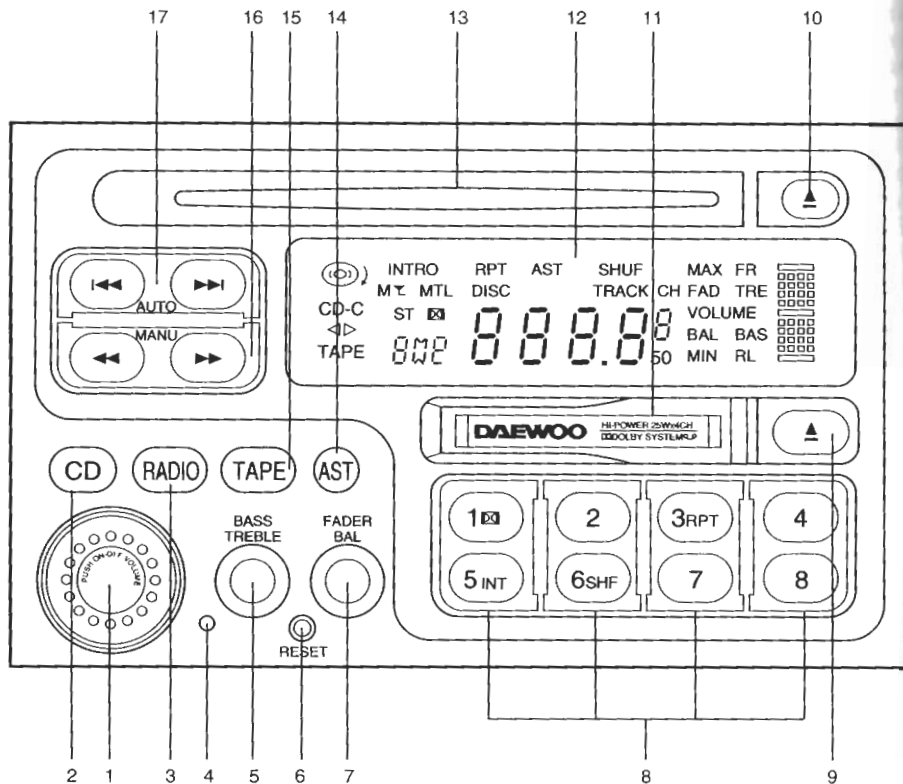 17 16 15 14 13 12 11 10
INTRO RPT AST SHUF MAX FR
MTL DISC TRACK CH FAD TRE
CD-C ST VOLUME
TAPE 888.8 8 BAL BAS
50 MIN RL
AUTO
MANU
DAEWOO HI-POWER 25Wx4CH
DOLBY SYSTEM
CD RADIO TAPE AST
BASS
TREBLE
FADER
BAL
PUSH ON-OFF VOLUME
RESET
1 2 3RPT 4
5 INT 6SHF 7 8
2 1 3 4 5 6 7 8 9